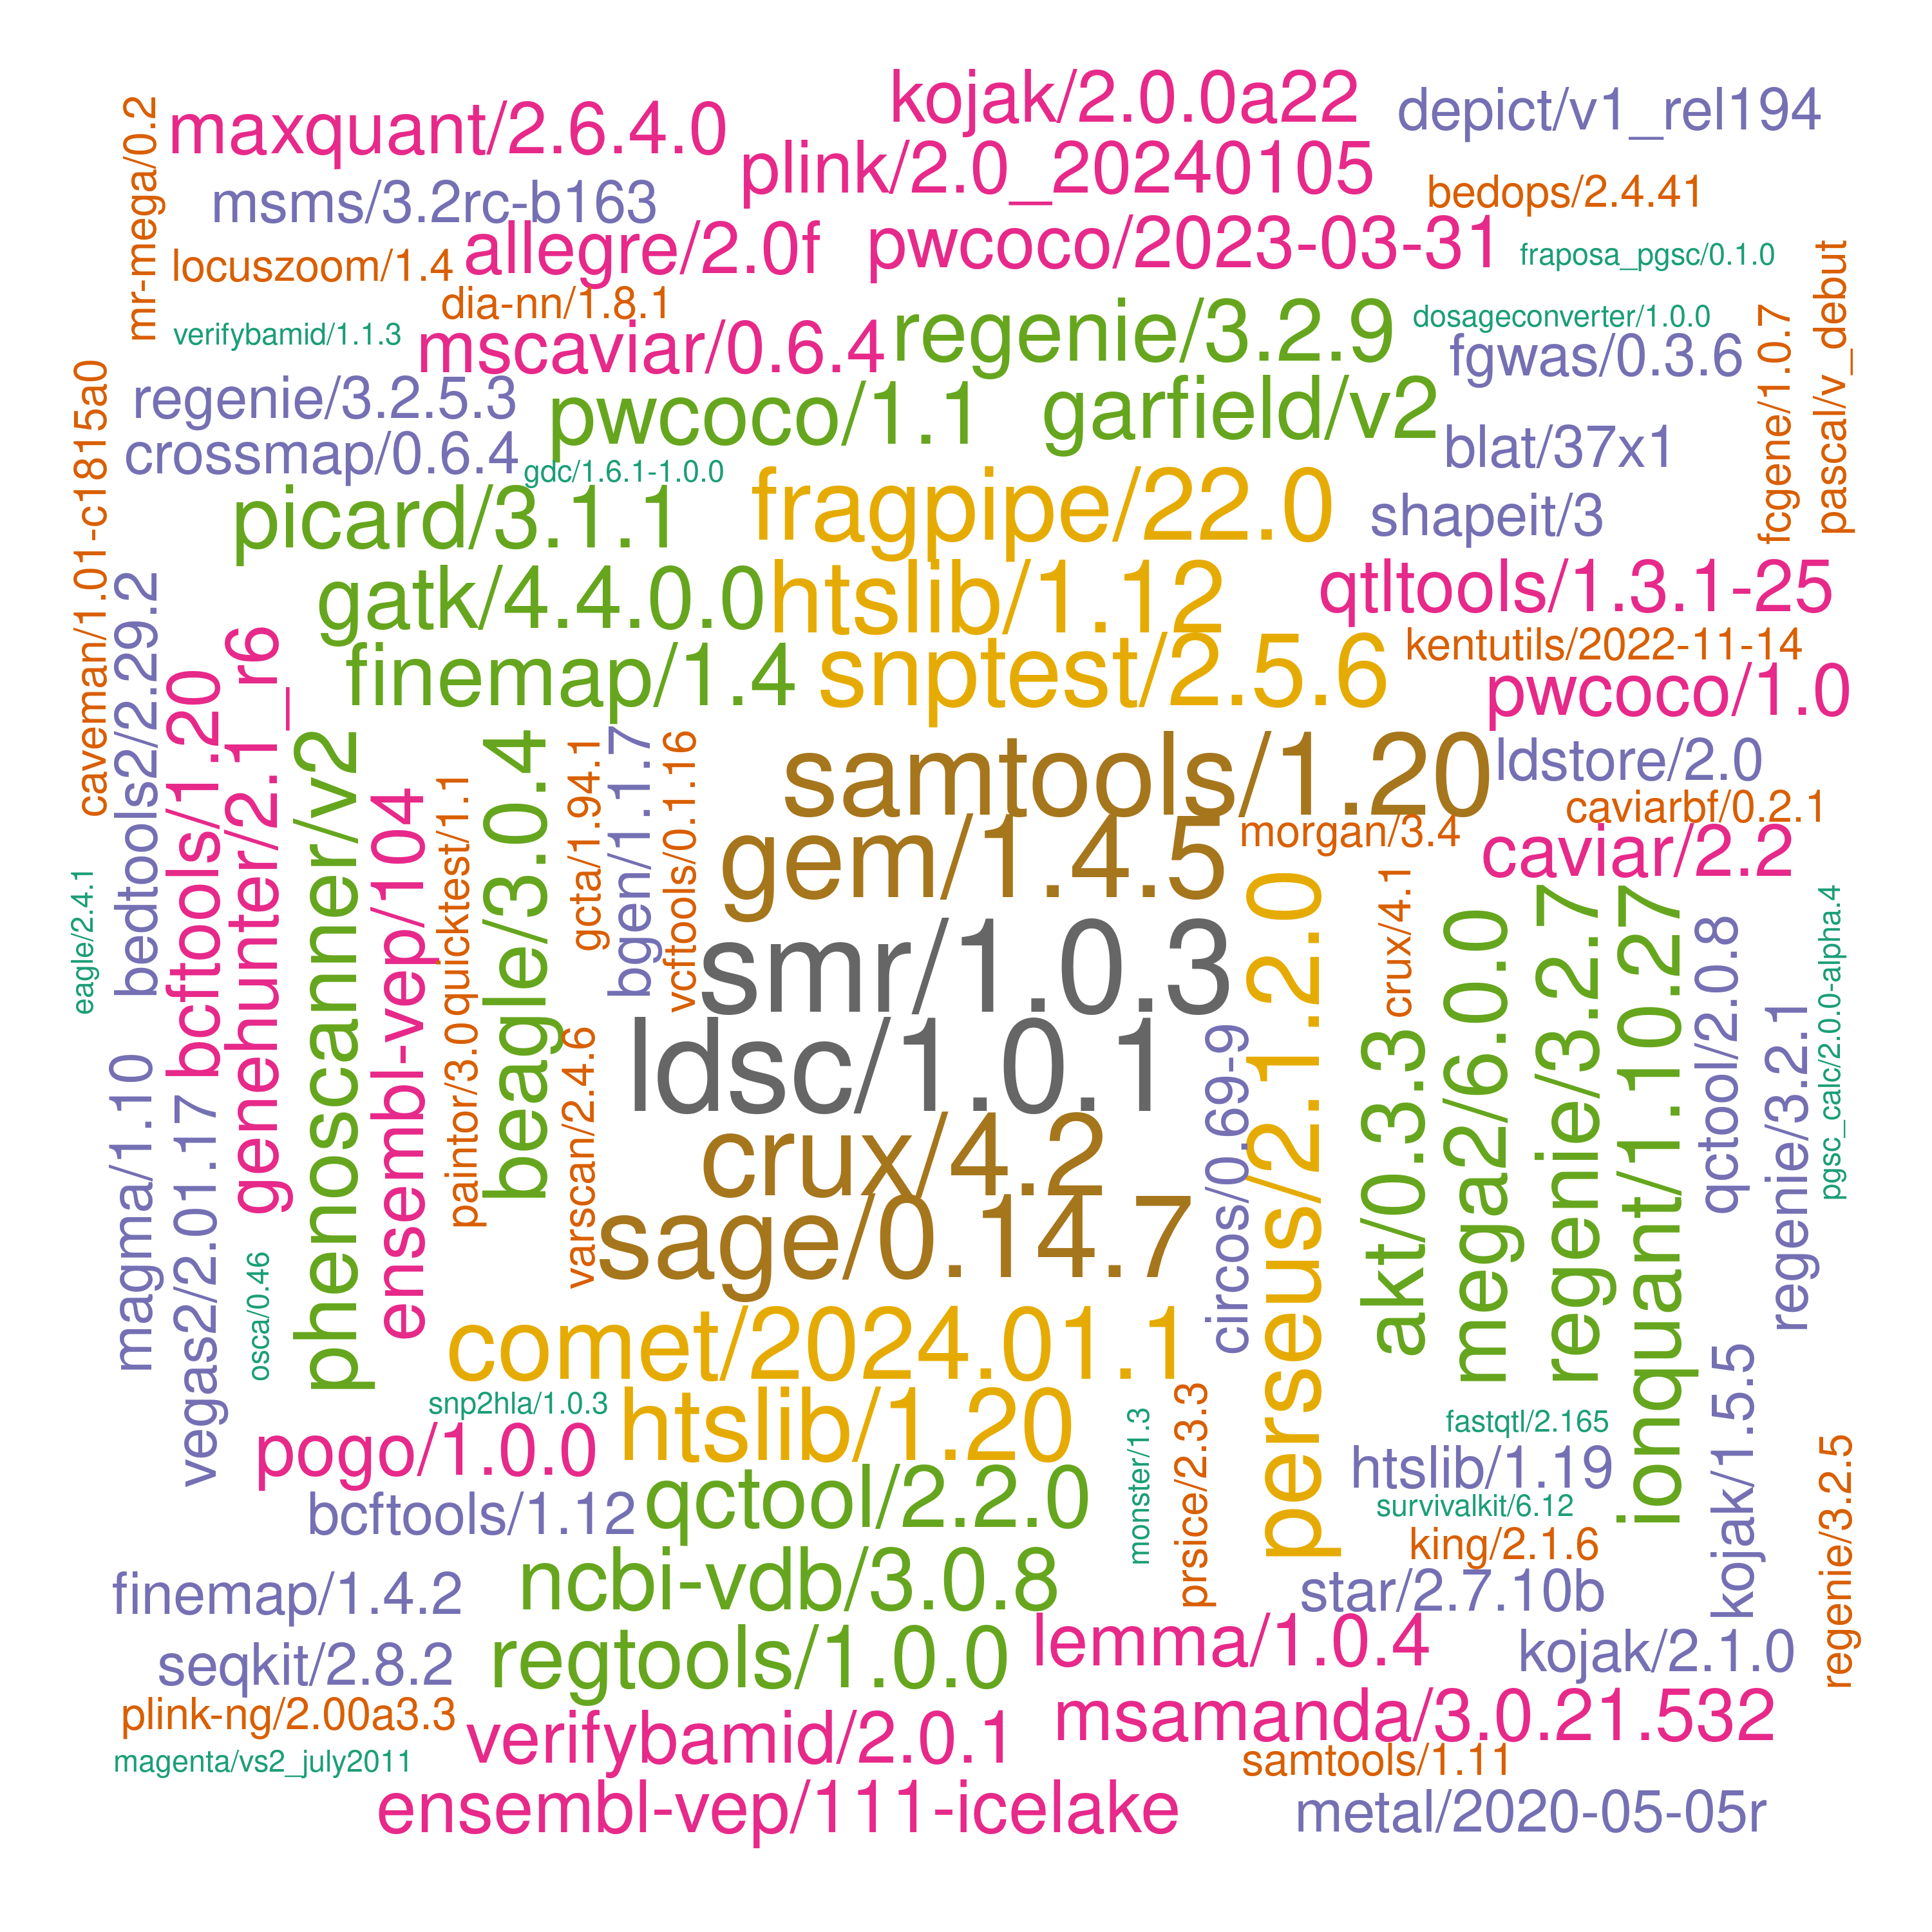 kojak/2.0.0a22
depict/v1_rel194
maxquant/2.6.4.0
mr-mega/0.2
plink/2.0_20240105
msms/3.2rc-b163
bedops/2.4.41
allegre/2.0f
pwcoco/2023-03-31
fraposa_pgsc/0.1.0
locuszoom/1.4
dia-nn/1.8.1
pascal/v_debut
verifybamid/1.1.3
mscaviar/0.6.4
regenie/3.2.9
dosageconverter/1.0.0
fgwas/0.3.6
fcgene/1.0.7
regenie/3.2.5.3
pwcoco/1.1
garfield/v2
crossmap/0.6.4
gdc/1.6.1-1.0.0
blat/37x1
caveman/1.01-c1815a0
picard/3.1.1
fragpipe/22.0
shapeit/3
gatk/4.4.0.0
htslib/1.12
qtltools/1.3.1-25
kentutils/2022-11-14
finemap/1.4
snptest/2.5.6
pwcoco/1.0
bedtools2/2.29.2
bcftools/1.20
genehunter/2.1_r6
phenoscanner/v2
ensembl-vep/104
quicktest/1.1
beagle/3.0.4
gcta/1.94.1
bgen/1.1.7
vcftools/0.1.16
samtools/1.20
ldstore/2.0
caviarbf/0.2.1
gem/1.4.5
morgan/3.4
caviar/2.2
eagle/2.4.1
smr/1.0.3
perseus/2.1.2.0
crux/4.1
mega2/6.0.0
regenie/3.2.7
ionquant/1.10.27
qctool/2.0.8
pgsc_calc/2.0.0-alpha.4
ldsc/1.0.1
circos/0.69-9
akt/0.3.3
regenie/3.2.1
magma/1.10
vegas2/2.01.17
paintor/3.0
varscan/2.4.6
crux/4.2
sage/0.14.7
osca/0.46
comet/2024.01.1
snp2hla/1.0.3
htslib/1.20
monster/1.3
prsice/2.3.3
fastqtl/2.165
kojak/1.5.5
pogo/1.0.0
htslib/1.19
regenie/3.2.5
bcftools/1.12
qctool/2.2.0
survivalkit/6.12
king/2.1.6
finemap/1.4.2
ncbi-vdb/3.0.8
star/2.7.10b
seqkit/2.8.2
regtools/1.0.0
lemma/1.0.4
kojak/2.1.0
plink-ng/2.00a3.3
verifybamid/2.0.1
msamanda/3.0.21.532
magenta/vs2_july2011
samtools/1.11
ensembl-vep/111-icelake
metal/2020-05-05r